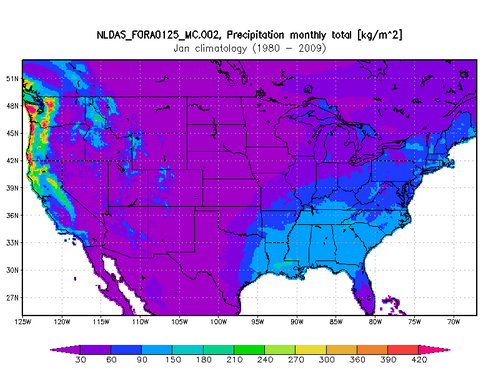 NLDAS_FORA0125_MC.002, Precipitation monthly total [kg/m^2]
Jan climatology (1980 – 2009)
51N
48N
45N
42N
39N
36N
33N
30N
27N
125W 120W 115W 110W 105W 100W 95W 90W 85W 80W 75W 70W
30 60 90 120 150 180 210 240 270 300 330 360 390 420